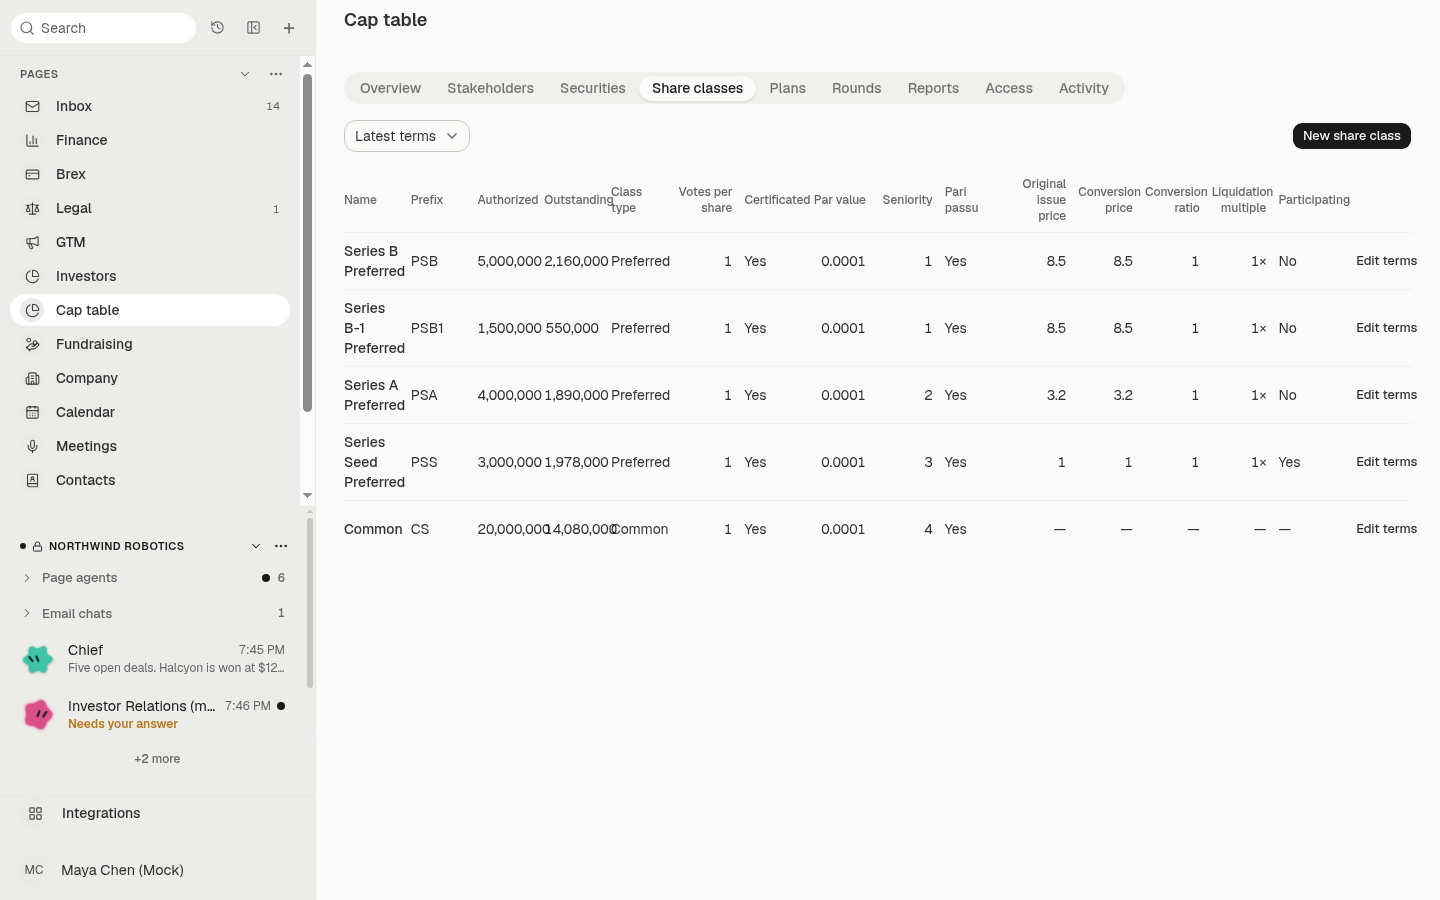 Search
PAGES
Inbox 14
Finance
Brex
Legal 1
GTM
Investors
Cap table
Fundraising
Company
Calendar
Meetings
Contacts
NORTHWIND ROBOTICS
Page agents 6
Email chats 1
Chief 7:45 PM
Five open deals. Halcyon is won at $12...
Investor Relations (m... 7:46 PM
Needs your answer
+2 more
Integrations
MC Maya Chen (Mock)
Cap table
Overview Stakeholders Securities Share classes Plans Rounds Reports Access Activity
Latest terms
New share class
Name Prefix Authorized Outstanding Class type Votes per share Certificated Par value Seniority Pari passu Original issue price Conversion price Conversion ratio Liquidation multiple Participating
Series B Preferred PSB 5,000,000 2,160,000 Preferred 1 Yes 0.0001 1 Yes 8.5 8.5 1 1× No Edit terms
Series B-1 Preferred PSB1 1,500,000 550,000 Preferred 1 Yes 0.0001 1 Yes 8.5 8.5 1 1× No Edit terms
Series A Preferred PSA 4,000,000 1,890,000 Preferred 1 Yes 0.0001 2 Yes 3.2 3.2 1 1× No Edit terms
Series Seed Preferred PSS 3,000,000 1,978,000 Preferred 1 Yes 0.0001 3 Yes 1 1 1 1× Yes Edit terms
Common CS 20,000,000 14,080,000 Common 1 Yes 0.0001 4 Yes — — — — — Edit terms